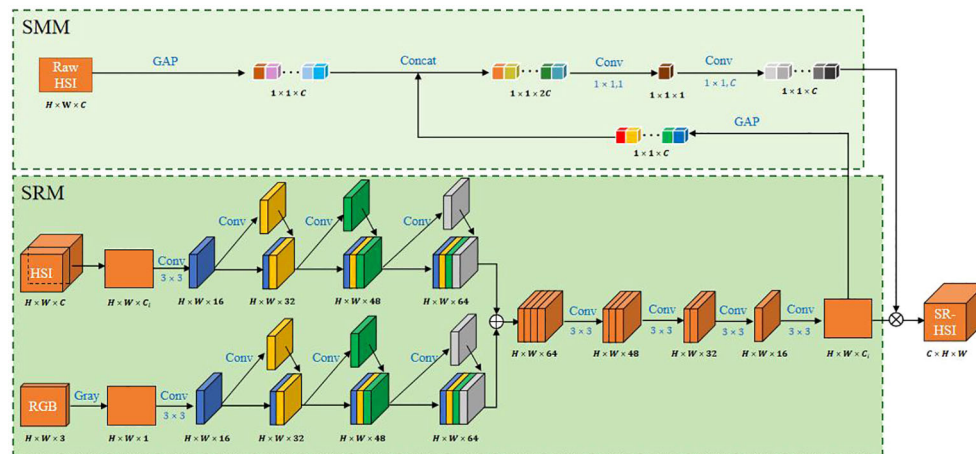 SMM
Raw
HSI
H × W × C
GAP
1 × 1 × C
Concat
1 × 1 × 2C
Conv
1 × 1,1
1 × 1 × 1
Conv
1 × 1, C
1 × 1 × C
1 × 1 × C
GAP
SRM
HSI
H × W × C
H × W × Cᵢ
Conv
3 × 3
H × W × 16
Conv
H × W × 32
Conv
H × W × 48
Conv
H × W × 64
RGB
H × W × 3
Gray
H × W × 1
Conv
3 × 3
H × W × 16
Conv
H × W × 32
Conv
H × W × 48
Conv
H × W × 64
H × W × 64
Conv
3 × 3
H × W × 48
Conv
3 × 3
H × W × 32
Conv
3 × 3
H × W × 16
Conv
3 × 3
H × W × Cᵢ
SR-
HSI
C × H × W